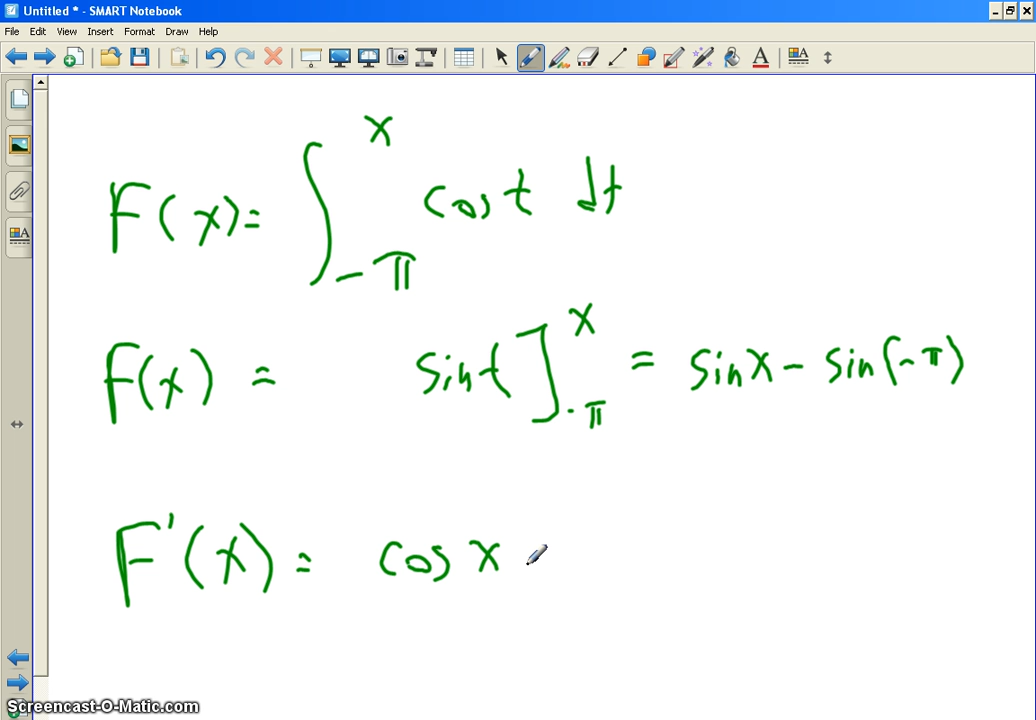 Untitled * - SMART Notebook
File Edit View Insert Format Draw Help
x
F(x) = ∫ cos t dt
-π
x
F(x) = sin t ] = sin x - sin(-π)
-π
F'(x) = cos x
Screencast-O-Matic.com